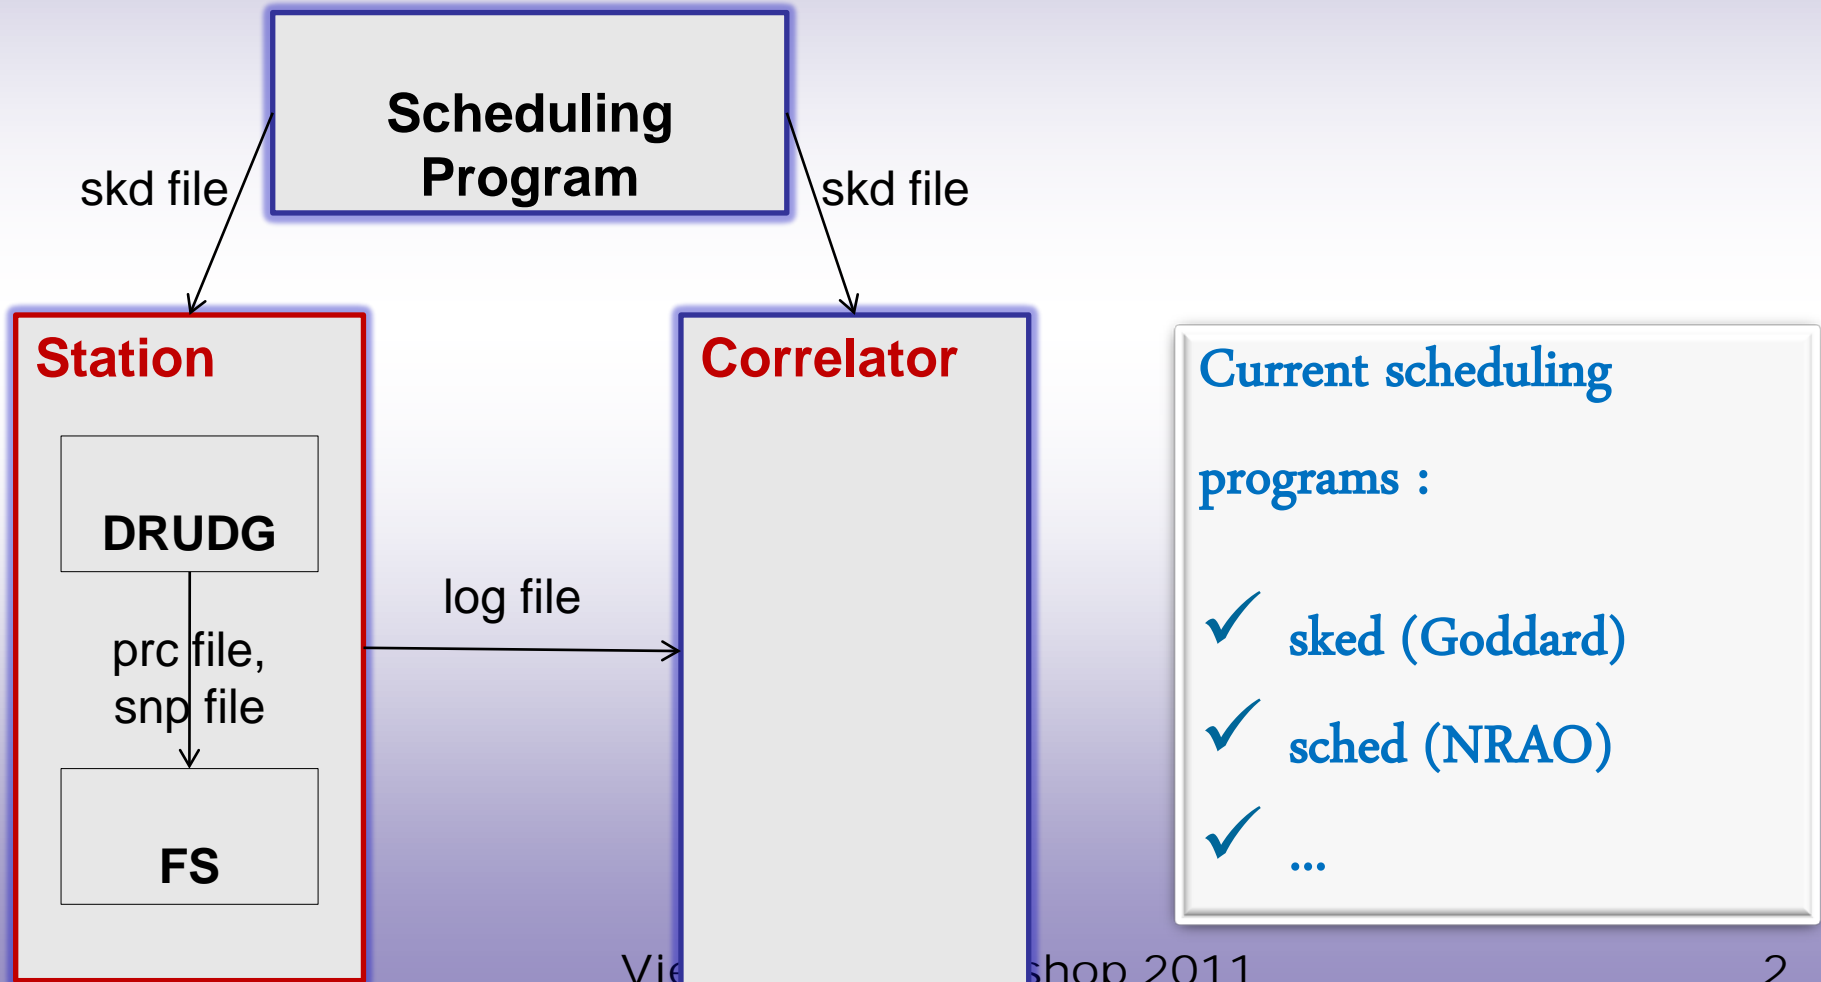 Scheduling
Program
skd file
skd file
Station
DRUDG
prc file,
snp file
FS
log file
Correlator
Current scheduling
programs :
✓ sked (Goddard)
✓ sched (NRAO)
✓ ...
2011
2